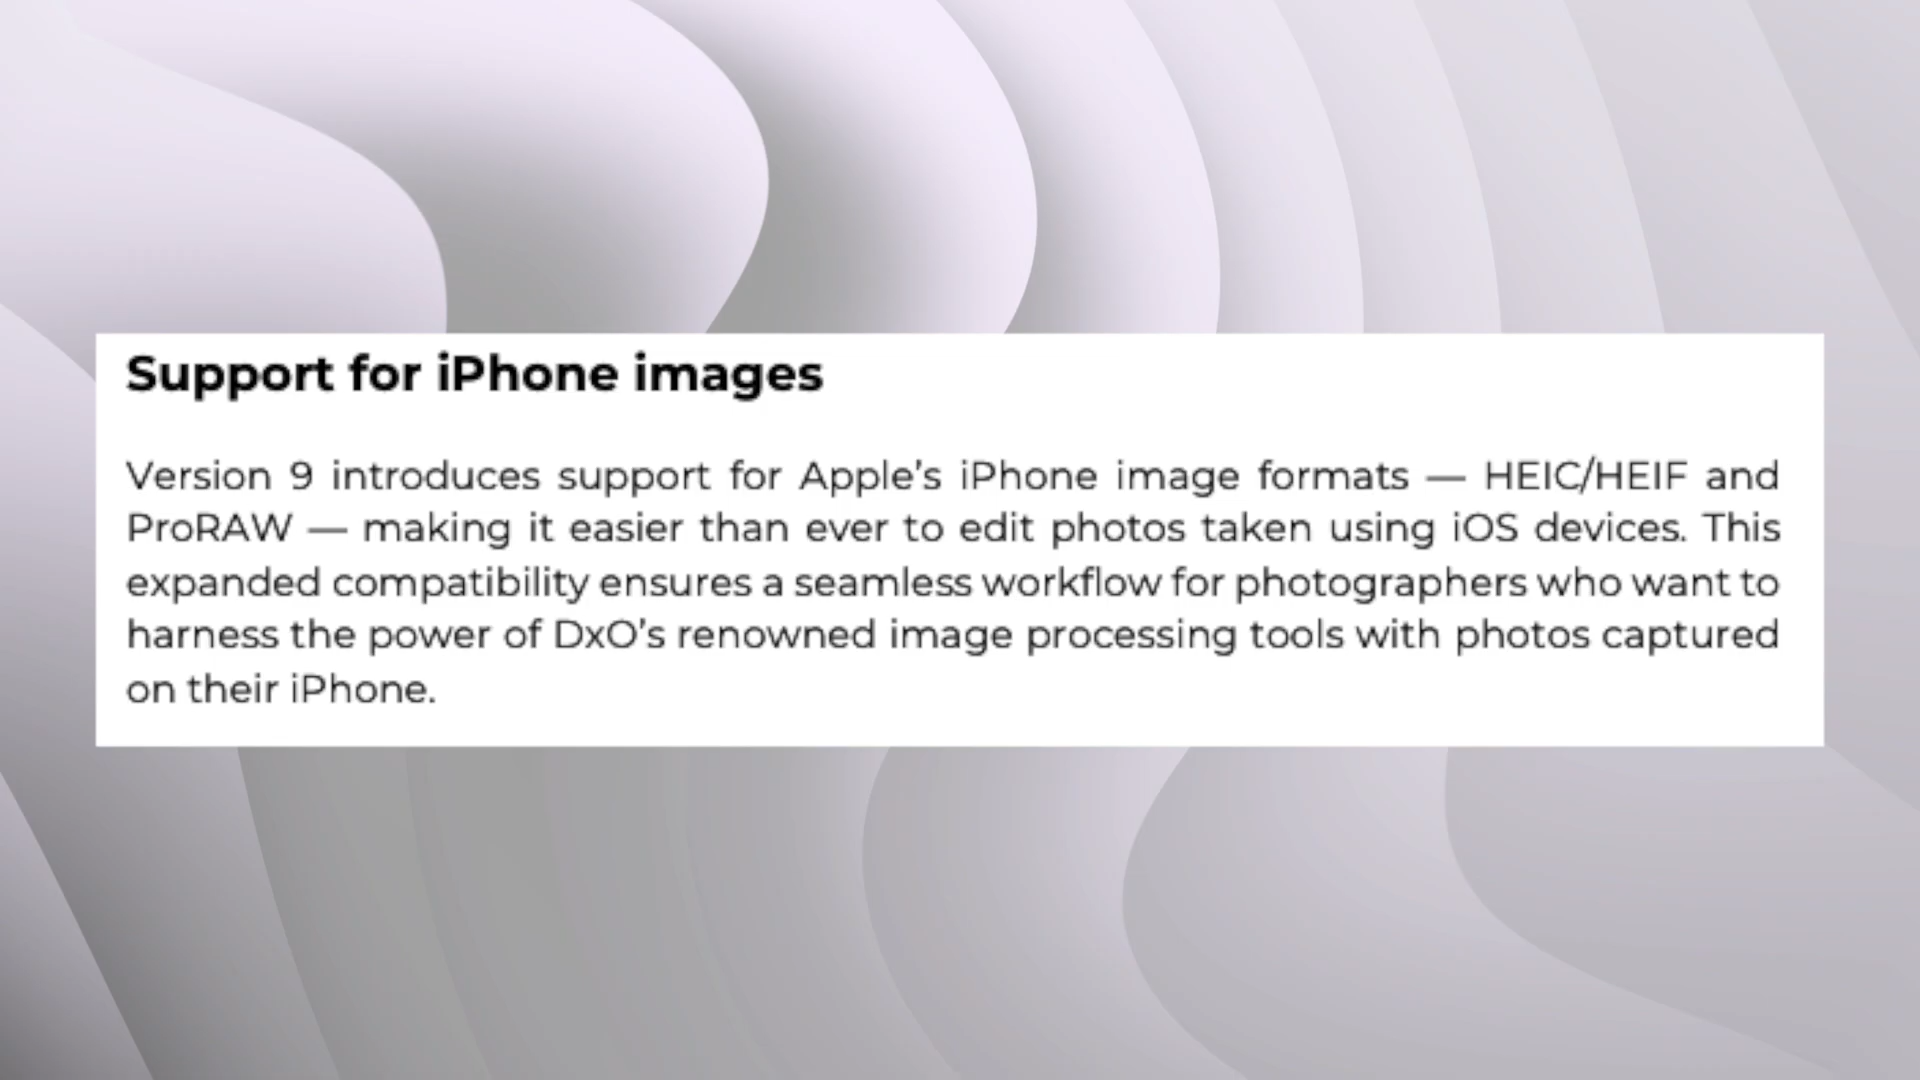 Support for iPhone images
Version 9 introduces support for Apple’s iPhone image formats — HEIC/HEIF and
ProRAW — making it easier than ever to edit photos taken using iOS devices. This
expanded compatibility ensures a seamless workflow for photographers who want to
harness the power of DxO’s renowned image processing tools with photos captured
on their iPhone.